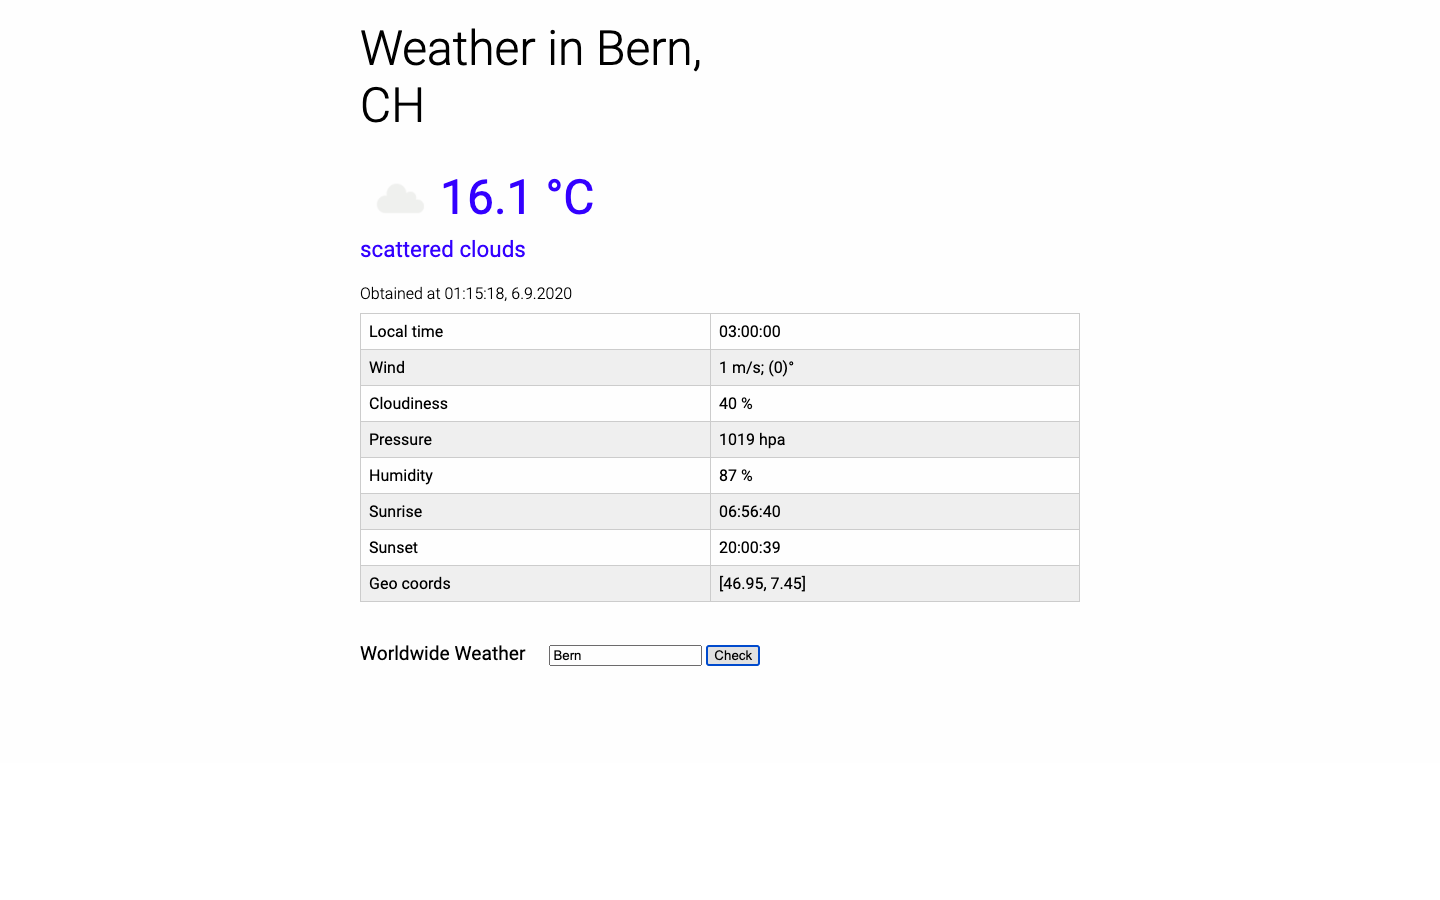 Weather in Bern,
CH
16.1 °C
scattered clouds
Obtained at 01:15:18, 6.9.2020
Local time 03:00:00
Wind 1 m/s; (0)°
Cloudiness 40 %
Pressure 1019 hpa
Humidity 87 %
Sunrise 06:56:40
Sunset 20:00:39
Geo coords [46.95, 7.45]
Worldwide Weather Bern Check